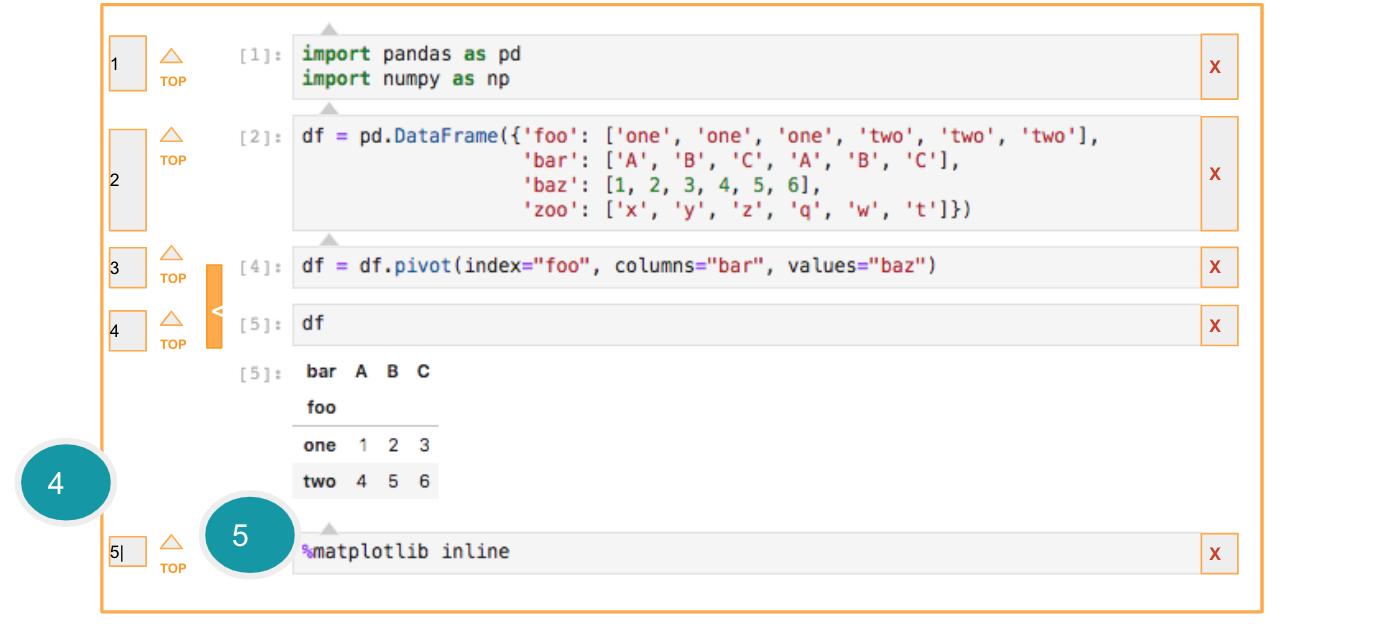 1 TOP [1]: import pandas as pd X
import numpy as np
2 TOP [2]: df = pd.DataFrame({'foo': ['one', 'one', 'one', 'two', 'two', 'two'], X
'bar': ['A', 'B', 'C', 'A', 'B', 'C'],
'baz': [1, 2, 3, 4, 5, 6],
'zoo': ['x', 'y', 'z', 'q', 'w', 't']})
3 TOP [4]: df = df.pivot(index="foo", columns="bar", values="baz") X
<
4 TOP [5]: df X
[5]: bar A B C
foo
one 1 2 3
two 4 5 6
4
5
5| TOP %matplotlib inline X